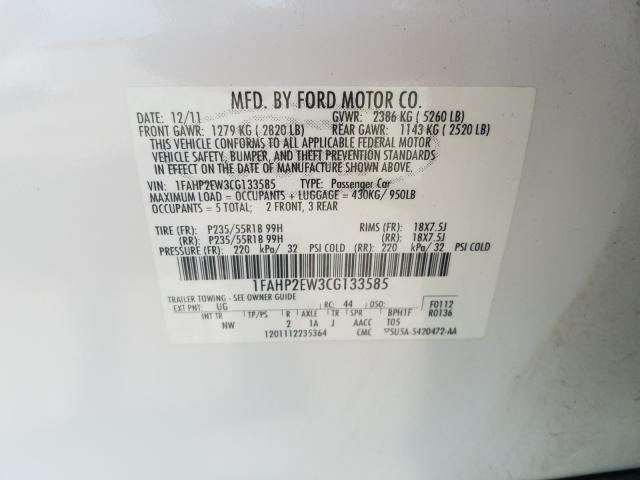 MFD. BY FORD MOTOR CO.
DATE: 12/11 GVWR: 2386 KG ( 5260 LB)
FRONT GAWR: 1279 KG ( 2820 LB) REAR GAWR: 1143 KG ( 2520 LB)
THIS VEHICLE CONFORMS TO ALL APPLICABLE FEDERAL MOTOR
VEHICLE SAFETY, BUMPER, AND THEFT PREVENTION STANDARDS
IN EFFECT ON THE DATE OF MANUFACTURE SHOWN ABOVE.
VIN: 1FAHP2EW3CG133585 TYPE: Passenger Car
MAXIMUM LOAD = OCCUPANTS + LUGGAGE = 430KG/ 950LB
OCCUPANTS = 5 TOTAL; 2 FRONT, 3 REAR
TIRE (FR): P235/55R18 99H RIMS (FR): 18X7.5J
(RR): P235/55R18 99H (RR): 18X7.5J
PRESSURE (FR): 220 kPa/ 32 PSI COLD (RR): 220 kPa/ 32 PSI COLD
1FAHP2EW3CG133585
TRAILER TOWING - SEE OWNER GUIDE
EXT PNT: UG RC: 44 DSO: F0112
INT TR TP/PS R AXLE TR SPR BPH1F R0136
NW 2 1A J AACC T05
1201112235364 CMC 5U5A-5420472-AA